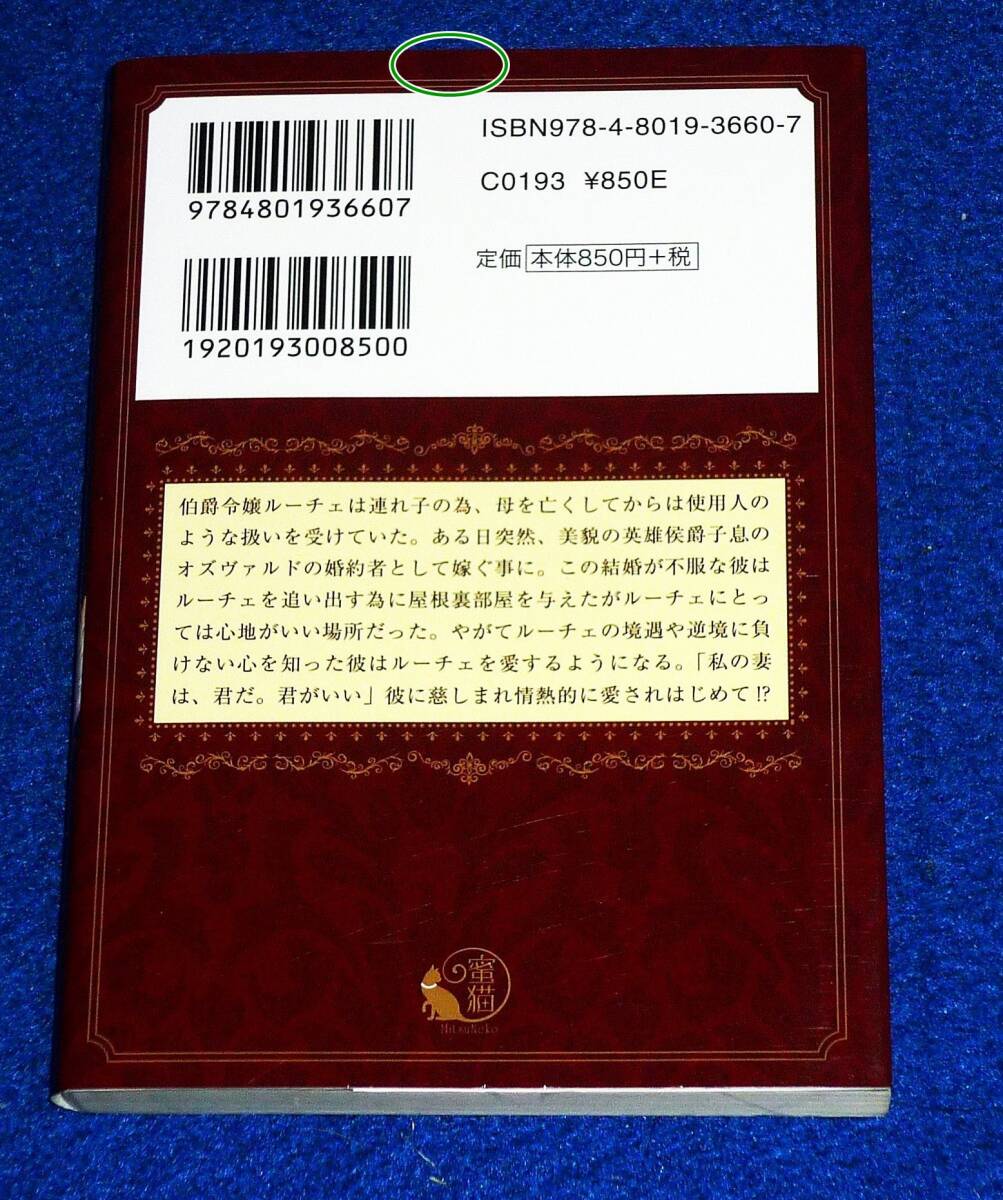 ISBN978-4-8019-3660-7
9784801936607
C0193 ¥850E
定価 本体850円+税
1920193008500
伯爵令嬢ルーチェは連れ子の為、母を亡くしてからは使用人の
ような扱いを受けていた。ある日突然、美貌の英雄侯爵子息の
オズヴァルドの婚約者として嫁ぐ事に。この結婚が不服な彼は
ルーチェを追い出す為に屋根裏部屋を与えたがルーチェにとっ
ては心地がいい場所だった。やがてルーチェの境遇や逆境に負
けない心を知った彼はルーチェを愛するようになる。「私の妻
は、君だ。君がいい」彼に慈しまれ情熱的に愛されはじめて!?
蜜猫
MitsuNeko